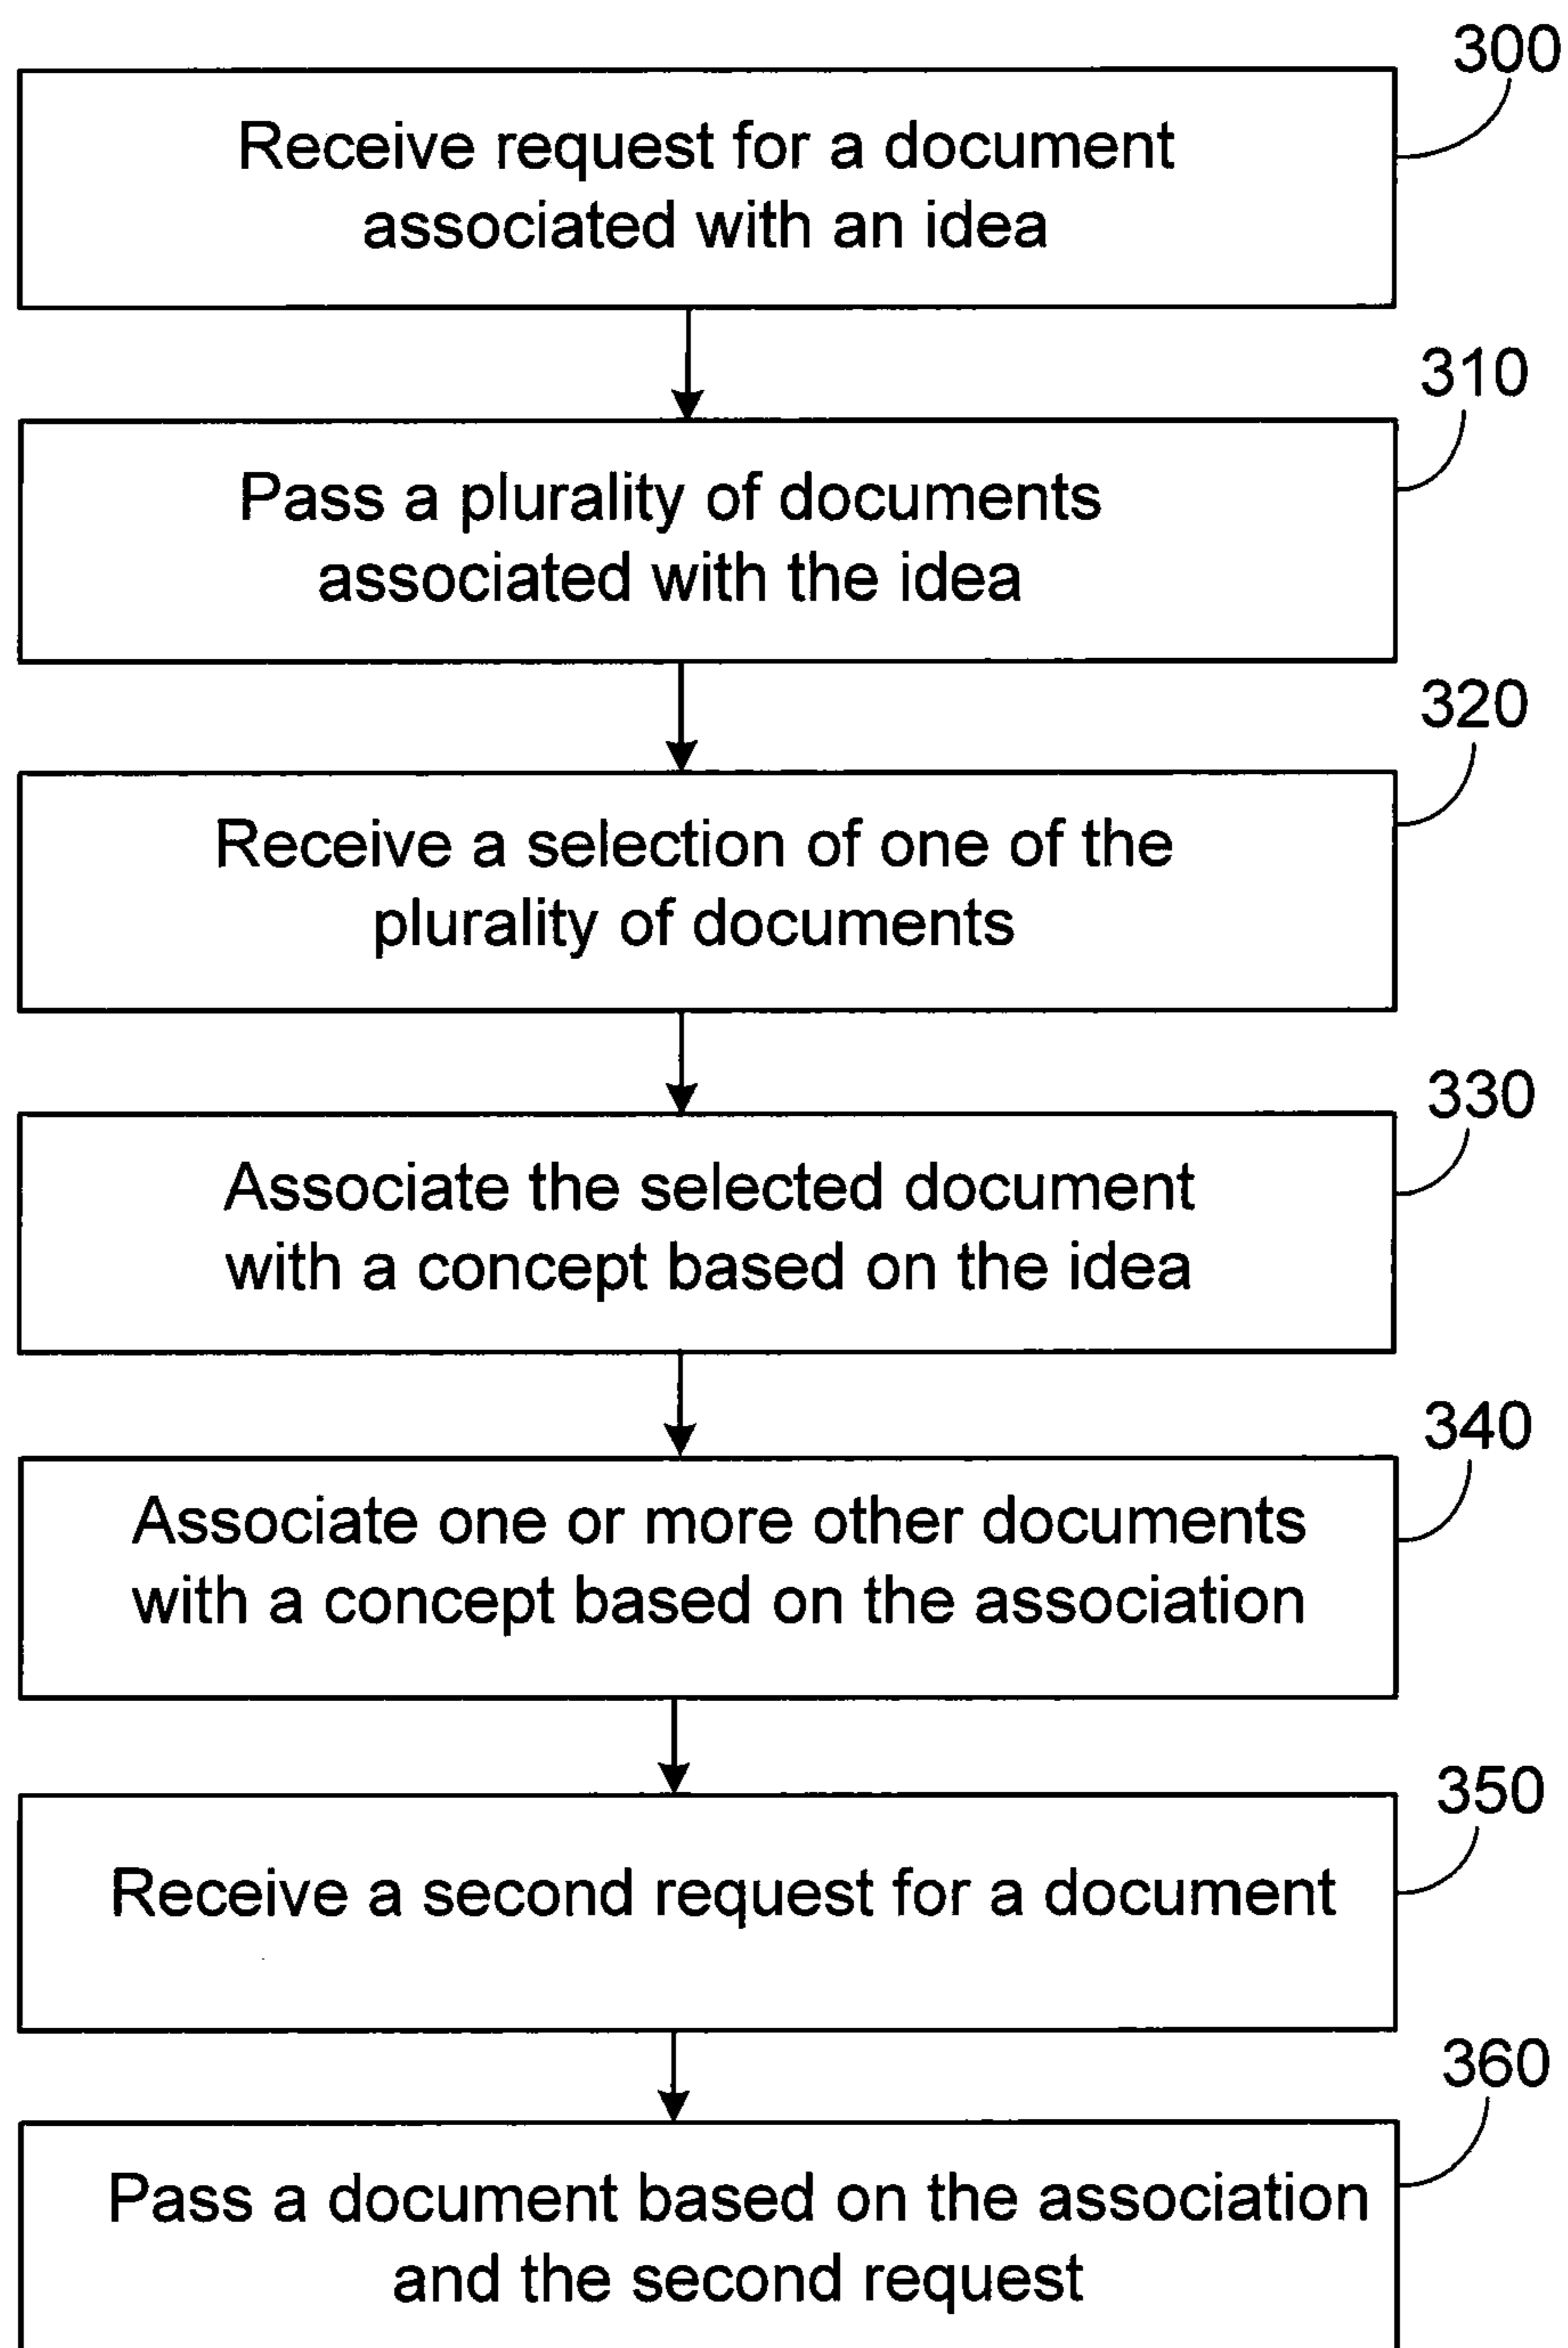 300
Receive request for a document
associated with an idea
310
Pass a plurality of documents
associated with the idea
320
Receive a selection of one of the
plurality of documents
330
Associate the selected document
with a concept based on the idea
340
Associate one or more other documents
with a concept based on the association
350
Receive a second request for a document
360
Pass a document based on the association
and the second request